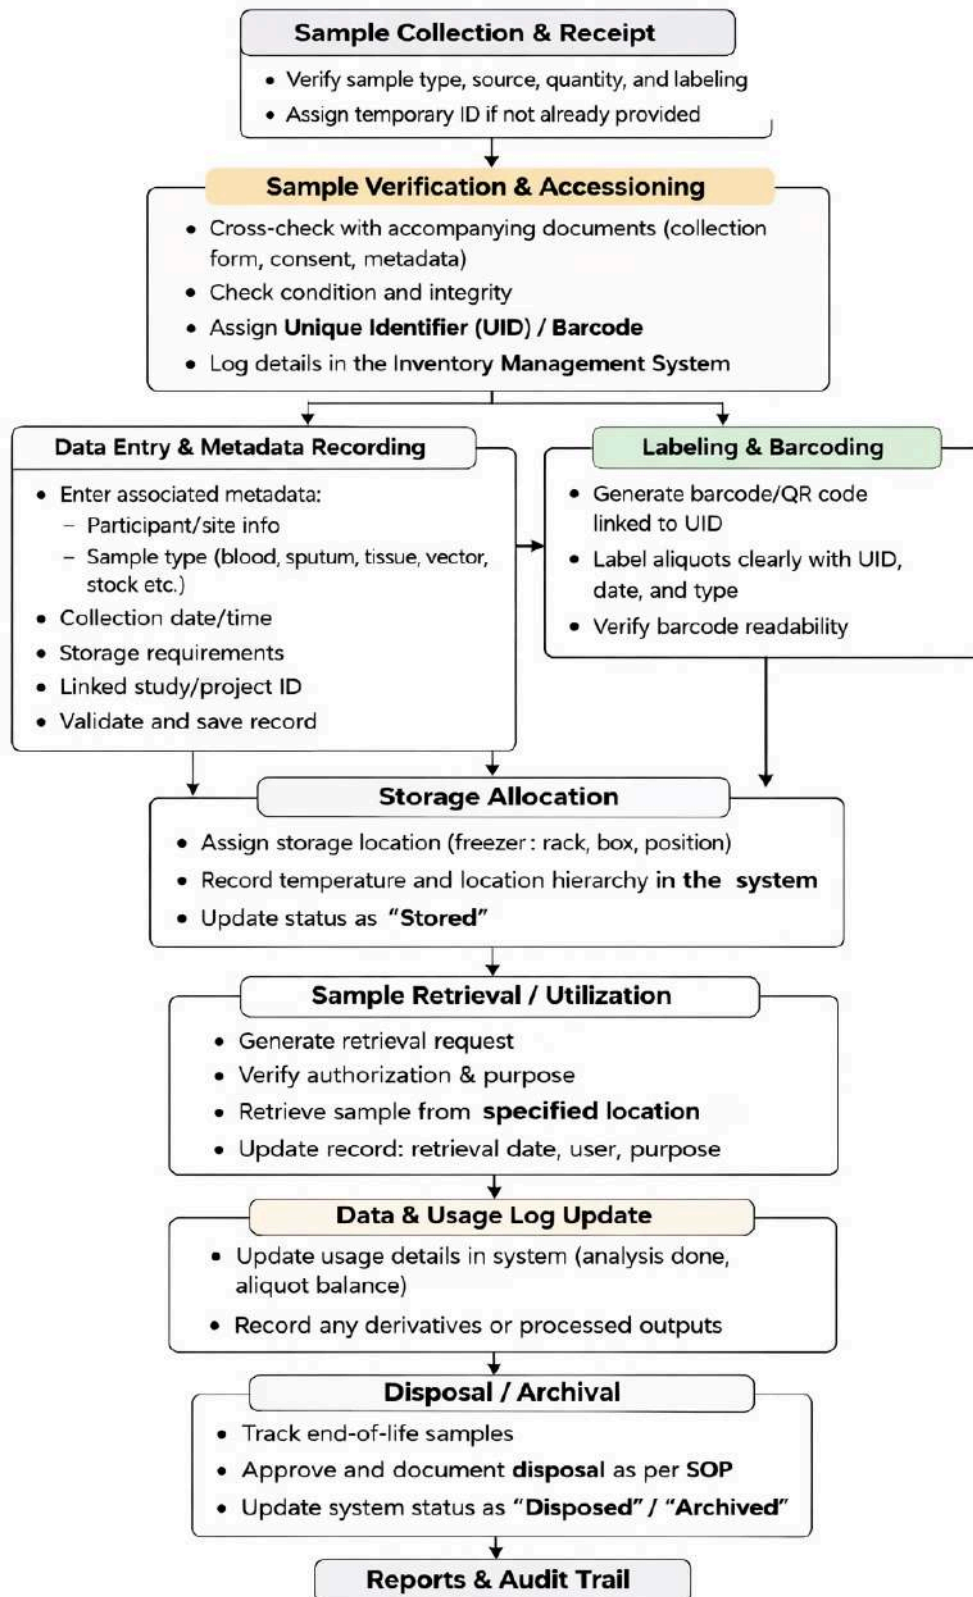 Sample Collection & Receipt
• Verify sample type, source, quantity, and labeling
• Assign temporary ID if not already provided
Sample Verification & Accessioning
• Cross-check with accompanying documents (collection
form, consent, metadata)
• Check condition and integrity
• Assign Unique Identifier (UID) / Barcode
• Log details in the Inventory Management System
Data Entry & Metadata Recording
• Enter associated metadata:
– Participant/site info
– Sample type (blood, sputum, tissue, vector,
stock etc.)
• Collection date/time
• Storage requirements
• Linked study/project ID
• Validate and save record
Labeling & Barcoding
• Generate barcode/QR code
linked to UID
• Label aliquots clearly with UID,
date, and type
• Verify barcode readability
Storage Allocation
• Assign storage location (freezer: rack, box, position)
• Record temperature and location hierarchy in the system
• Update status as “Stored”
Sample Retrieval / Utilization
• Generate retrieval request
• Verify authorization & purpose
• Retrieve sample from specified location
• Update record: retrieval date, user, purpose
Data & Usage Log Update
• Update usage details in system (analysis done,
aliquot balance)
• Record any derivatives or processed outputs
Disposal / Archival
• Track end-of-life samples
• Approve and document disposal as per SOP
• Update system status as “Disposed” / “Archived”
Reports & Audit Trail